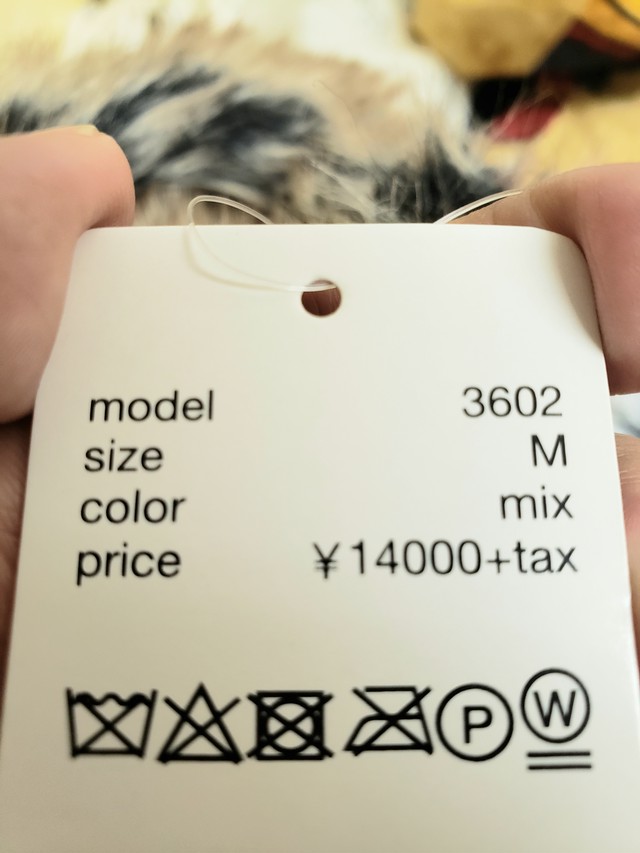 model 3602
size M
color mix
price ¥14000+tax
P W